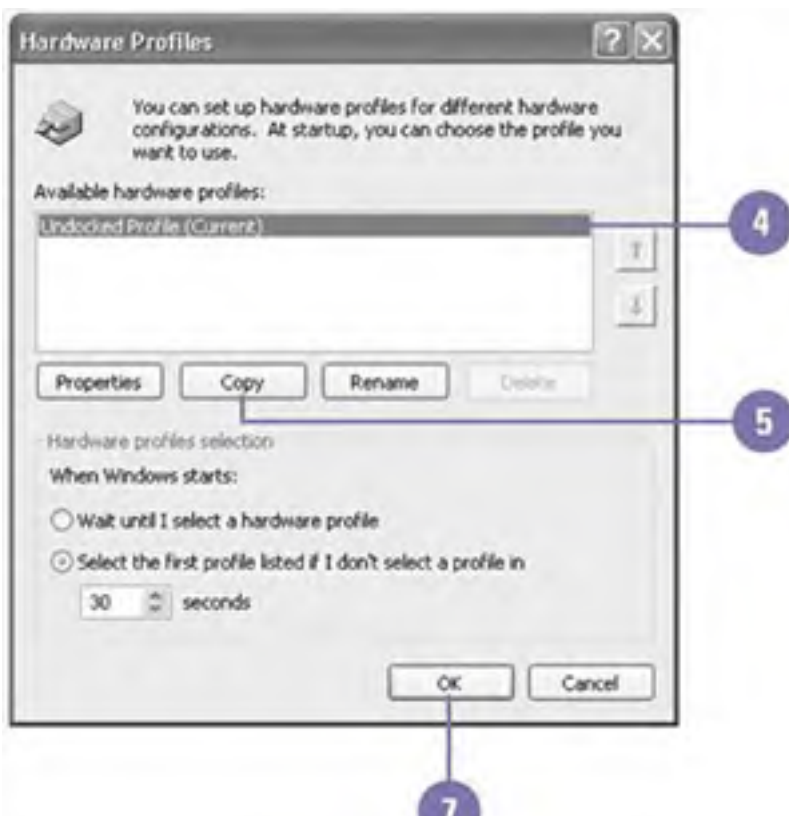 Hardware Profiles
You can set up hardware profiles for different hardware
configurations. At startup, you can choose the profile you
want to use.
Available hardware profiles:
Undocked Profile (Current)
4
Properties
Copy
Rename
Delete
5
Hardware profiles selection
When Windows starts:
Wait until I select a hardware profile
Select the first profile listed if I don't select a profile in
30 seconds
OK
Cancel
7